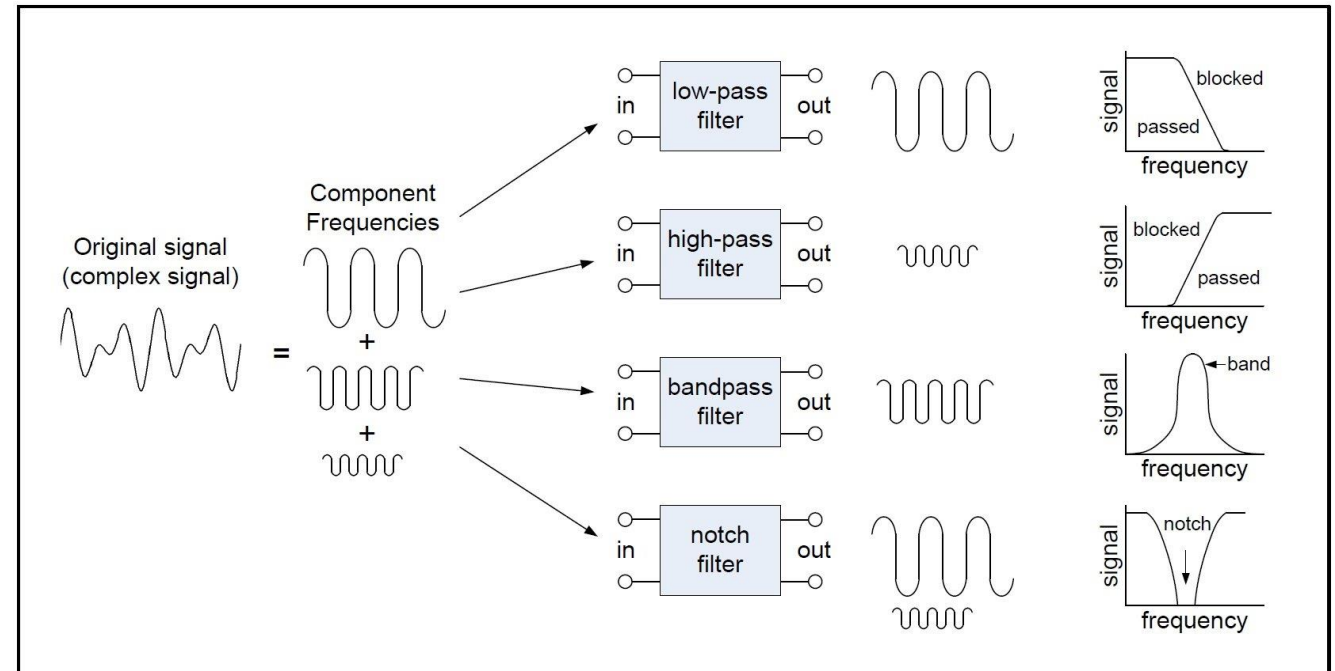 Original signal
(complex signal)
=
Component
Frequencies
+
+
in
low-pass
filter
out
signal
blocked
passed
frequency
in
high-pass
filter
out
signal
blocked
passed
frequency
in
bandpass
filter
out
signal
band
frequency
in
notch
filter
out
signal
notch
frequency